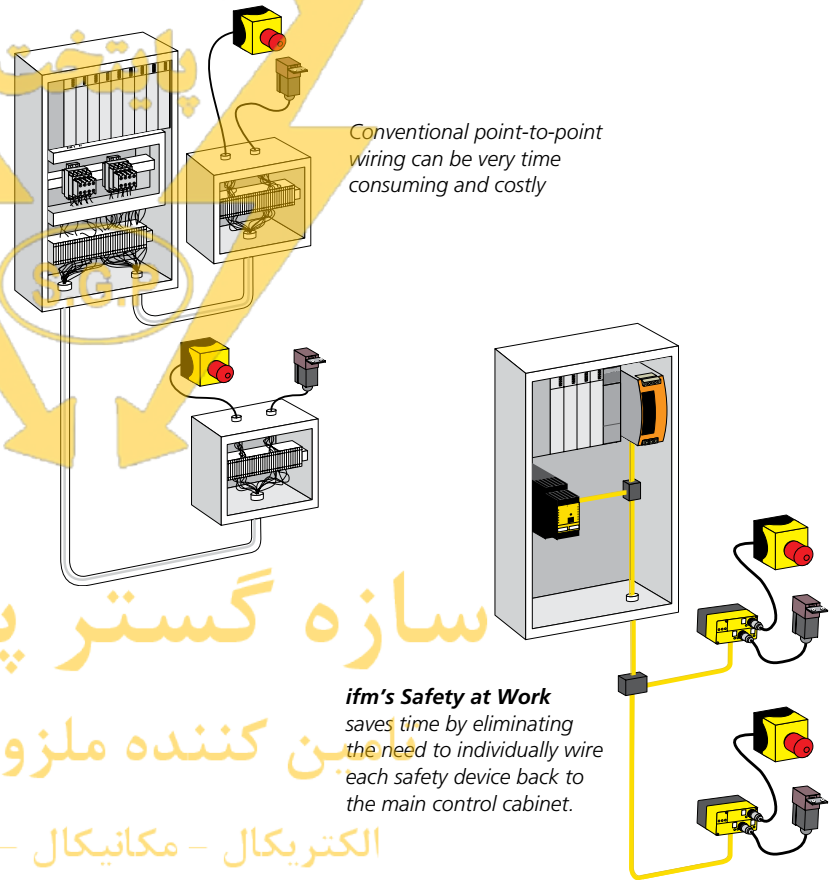 پایتخت
Conventional point-to-point
wiring can be very time
consuming and costly
S.G.P
سازه گستر
ifm's Safety at Work
saves time by eliminating
the need to individually wire
each safety device back to
the main control cabinet.
تامین کننده
الکتریکال - مکانیکال -